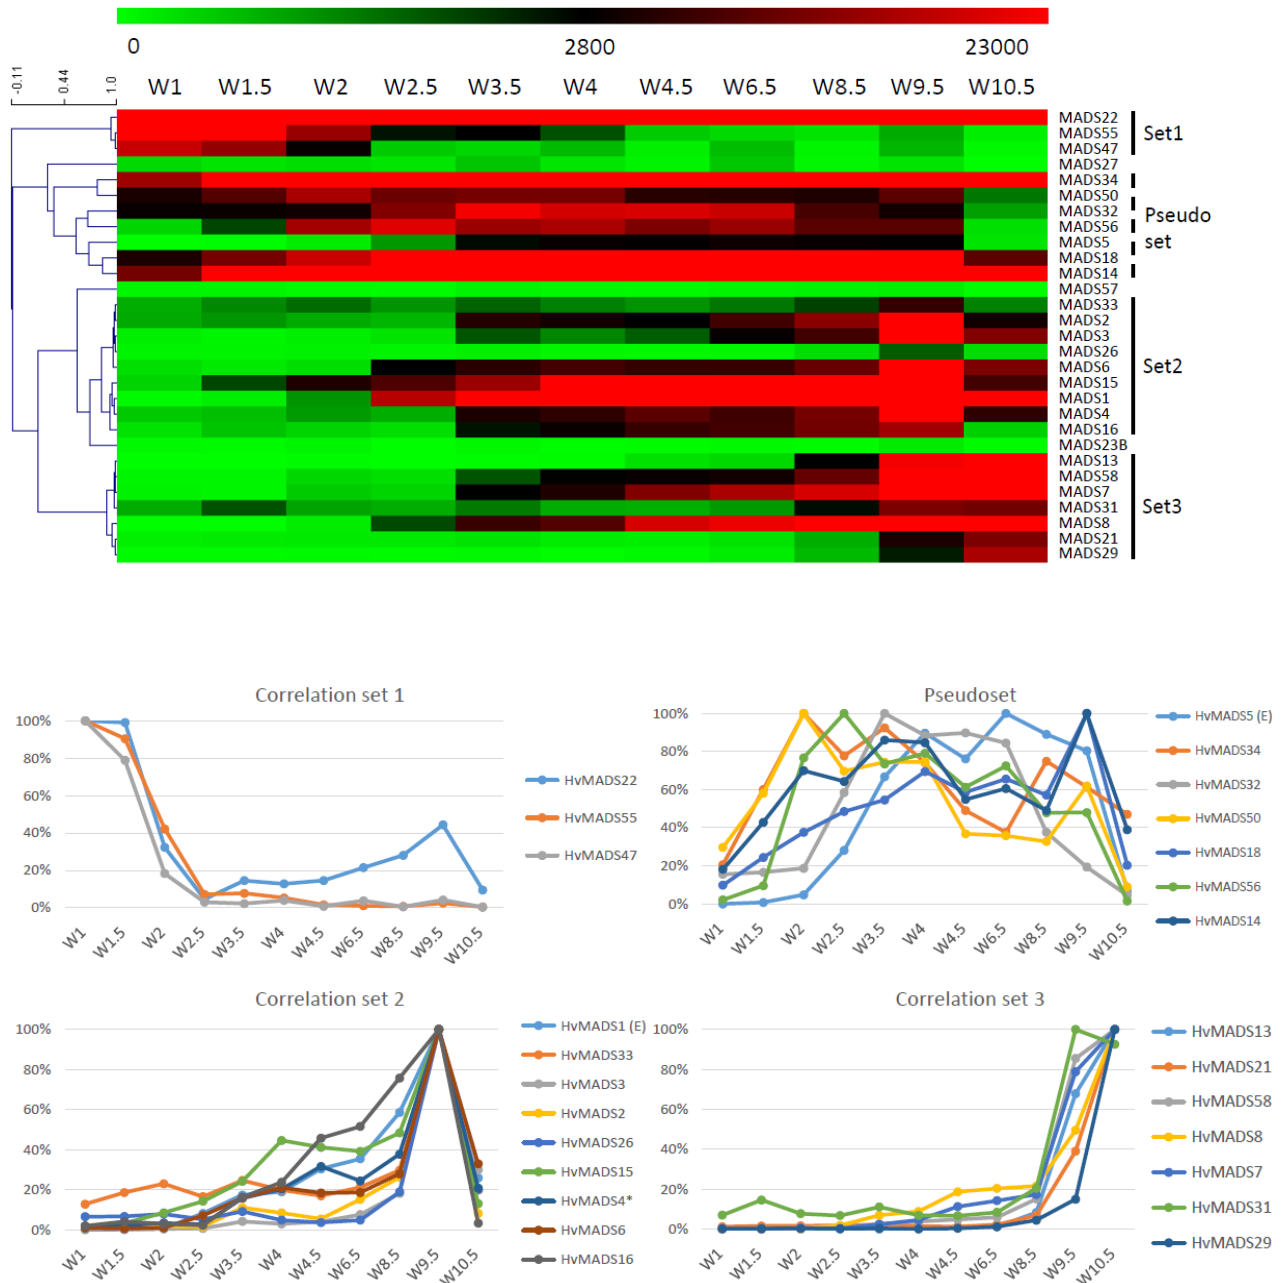 0 2800 23000
-0.11 0.44 1.0
W1 W1.5 W2 W2.5 W3.5 W4 W4.5 W6.5 W8.5 W9.5 W10.5
MADS22
MADS55
MADS47
MADS27
MADS34
MADS50
MADS32
MADS56
MADS5
MADS18
MADS14
MADS57
MADS33
MADS2
MADS3
MADS26
MADS6
MADS15
MADS1
MADS4
MADS16
MADS23B
MADS13
MADS58
MADS7
MADS31
MADS8
MADS21
MADS29
Set1
Pseudo
set
Set2
Set3
Correlation set 1
100%
80%
60%
40%
20%
0%
W1 W1.5 W2 W2.5 W3.5 W4 W4.5 W6.5 W8.5 W9.5 W10.5
HvMADS22
HvMADS55
HvMADS47
Pseudoset
100%
80%
60%
40%
20%
0%
W1 W1.5 W2 W2.5 W3.5 W4 W4.5 W6.5 W8.5 W9.5 W10.5
HvMADS5 (E)
HvMADS34
HvMADS32
HvMADS50
HvMADS18
HvMADS56
HvMADS14
Correlation set 2
100%
80%
60%
40%
20%
0%
W1 W1.5 W2 W2.5 W3.5 W4 W4.5 W6.5 W8.5 W9.5 W10.5
HvMADS1 (E)
HvMADS33
HvMADS3
HvMADS2
HvMADS26
HvMADS15
HvMADS4*
HvMADS6
HvMADS16
Correlation set 3
100%
80%
60%
40%
20%
0%
W1 W1.5 W2 W2.5 W3.5 W4 W4.5 W6.5 W8.5 W9.5 W10.5
HvMADS13
HvMADS21
HvMADS58
HvMADS8
HvMADS7
HvMADS31
HvMADS29